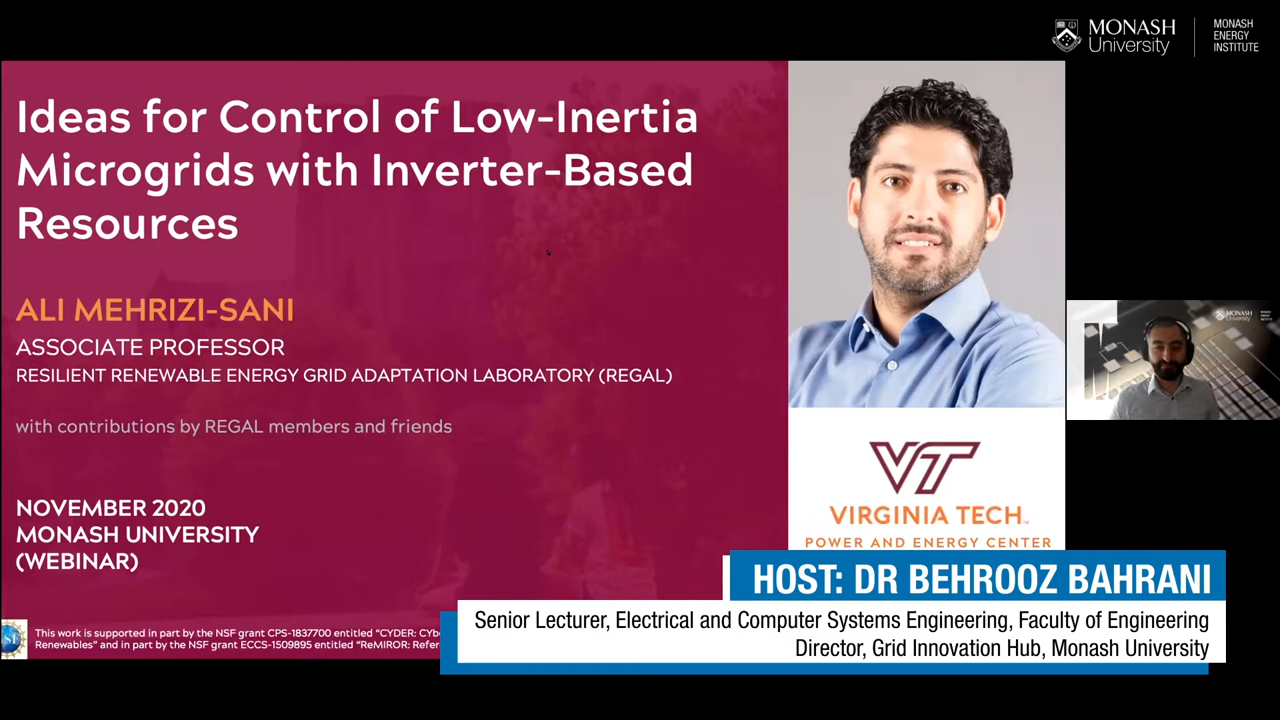 MONASH
University
MONASH
ENERGY
INSTITUTE
Ideas for Control of Low-Inertia
Microgrids with Inverter-Based
Resources
ALI MEHRIZI-SANI
ASSOCIATE PROFESSOR
RESILIENT RENEWABLE ENERGY GRID ADAPTATION LABORATORY (REGAL)
with contributions by REGAL members and friends
NOVEMBER 2020
MONASH UNIVERSITY
(WEBINAR)
This work is supported in part by the NSF grant CPS-1837700 entitled "CYDER:
Renewables" and in part by the NSF grant ECCS-1509895 entitled "ReMIROR:
VT
VIRGINIA TECH
POWER AND ENERGY CENTER
MONASH
University
HOST: DR BEHROOZ BAHRANI
Senior Lecturer, Electrical and Computer Systems Engineering, Faculty of Engineering
Director, Grid Innovation Hub, Monash University